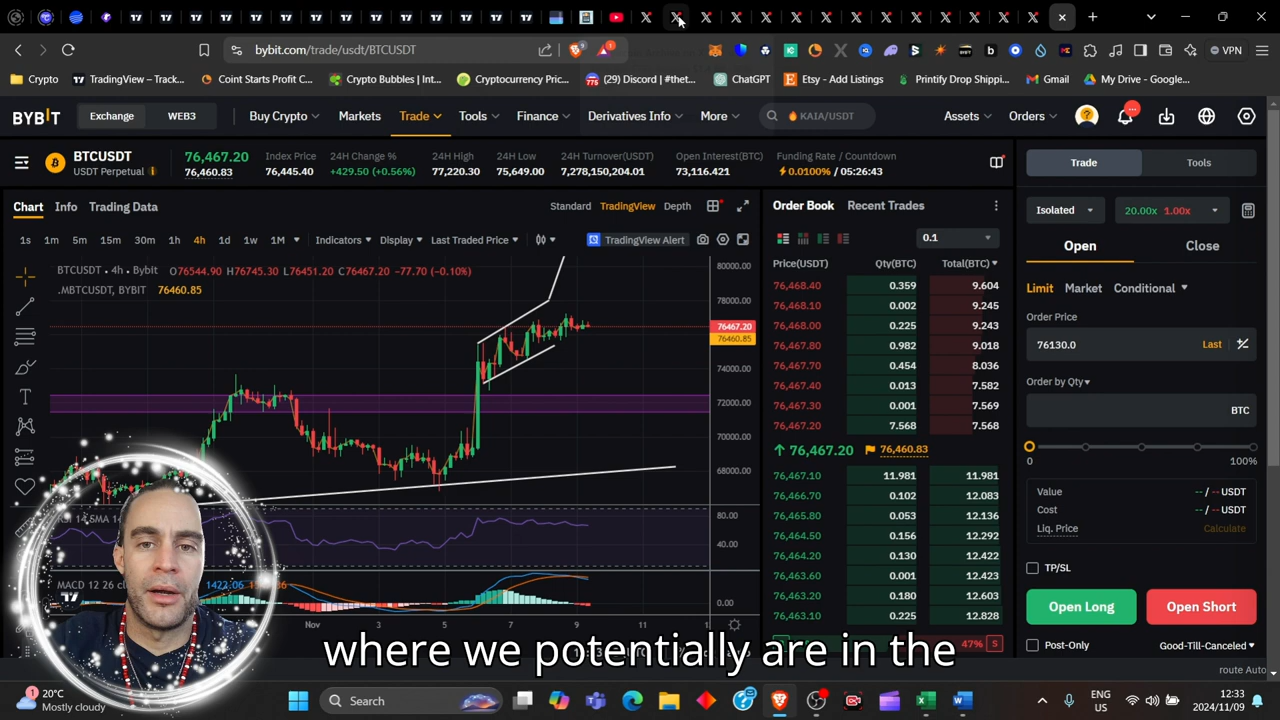 bybit.com/trade/usdt/BTCUSDT
VPN
Crypto
TradingView – Track...
Coint Starts Profit C...
Crypto Bubbles | Int...
Cryptocurrency Pric...
(29) Discord | #thet...
ChatGPT
Etsy - Add Listings
Printify Drop Shippi...
Gmail
My Drive - Google...
BYBIT
Exchange
WEB3
Buy Crypto
Markets
Trade
Tools
Finance
Derivatives Info
More
KAIA/USDT
Assets
Orders
BTCUSDT
USDT Perpetual
76,467.20
76,460.83
Index Price
76,445.40
24H Change %
+429.50 (+0.56%)
24H High
77,220.30
24H Low
75,649.00
24H Turnover(USDT)
7,278,150,204.01
Open Interest(BTC)
73,116.421
Funding Rate / Countdown
0.0100% / 05:26:43
Trade
Tools
Chart
Info
Trading Data
Standard
TradingView
Depth
Order Book
Recent Trades
Isolated
20.00x 1.00x
1s
1m
5m
15m
30m
1h
4h
1d
1w
1M
Indicators
Display
Last Traded Price
TradingView Alert
0.1
Open
Close
BTCUSDT · 4h · Bybit O76544.90 H76745.30 L76451.20 C76467.20 −77.70 (−0.10%)
.MBTCUSDT, BYBIT 76460.85
80000.00
78000.00
76467.20
76460.85
74000.00
72000.00
70000.00
68000.00
80.00
40.00
0.00
14 SMA 14
MACD 12 26 c
1422.06
Nov
3
5
7
9
Price(USDT)
Qty(BTC)
Total(BTC)
76,468.40 0.359 9.604
76,468.10 0.002 9.245
76,468.00 0.225 9.243
76,467.80 0.982 9.018
76,467.70 0.454 8.036
76,467.40 0.013 7.582
76,467.30 0.001 7.569
76,467.20 7.568 7.568
76,467.20 76,460.83
76,467.10 11.981 11.981
76,466.70 0.102 12.083
76,465.80 0.053 12.136
76,464.50 0.156 12.292
76,464.20 0.130 12.422
76,463.60 0.001 12.423
76,463.20 0.180 12.603
76,463.10 0.225 12.828
47% S
Limit
Market
Conditional
Order Price
76130.0
Last
Order by Qty
BTC
0
100%
Value
-- / -- USDT
Cost
-- / -- USDT
Liq. Price
Calculate
TP/SL
Open Long
Open Short
Post-Only
Good-Till-Canceled
route Auto
where we potentially are in the
20°C
Mostly cloudy
Search
ENG
US
12:33
2024/11/09